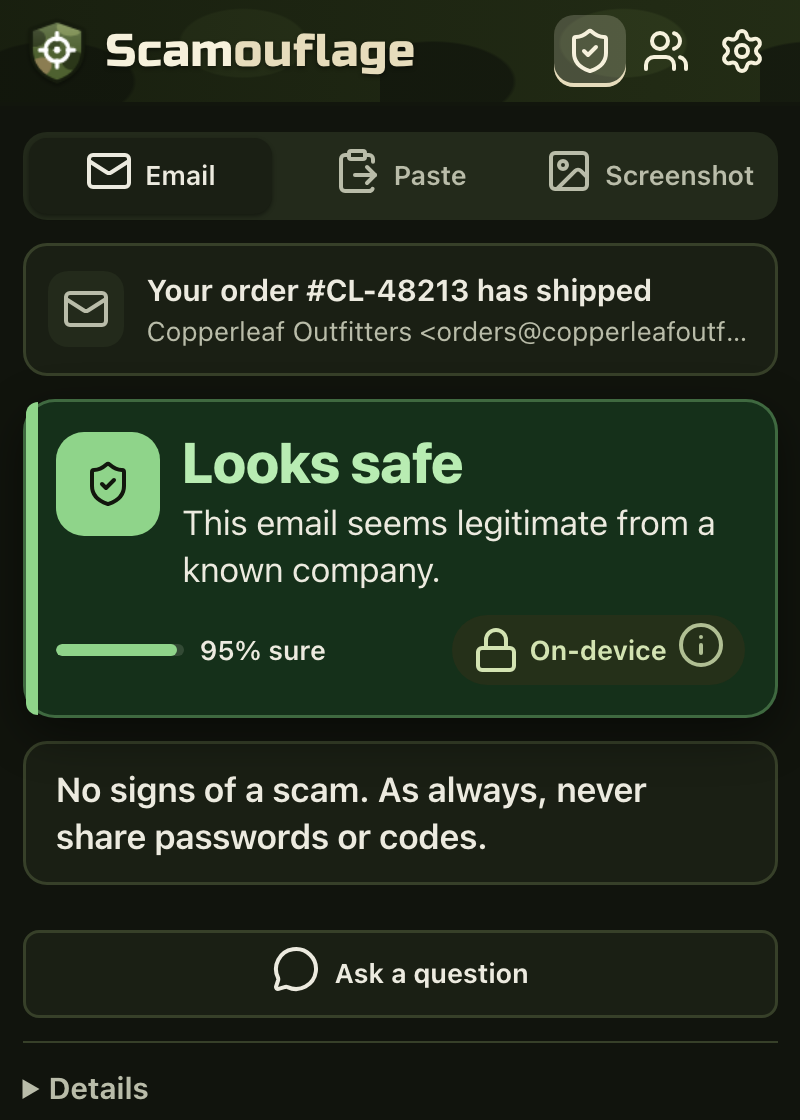 Scamouflage
Email
Paste
Screenshot
Your order #CL-48213 has shipped
Copperleaf Outfitters <orders@copperleafoutf...
Looks safe
This email seems legitimate from a
known company.
95% sure
On-device
No signs of a scam. As always, never
share passwords or codes.
Ask a question
Details